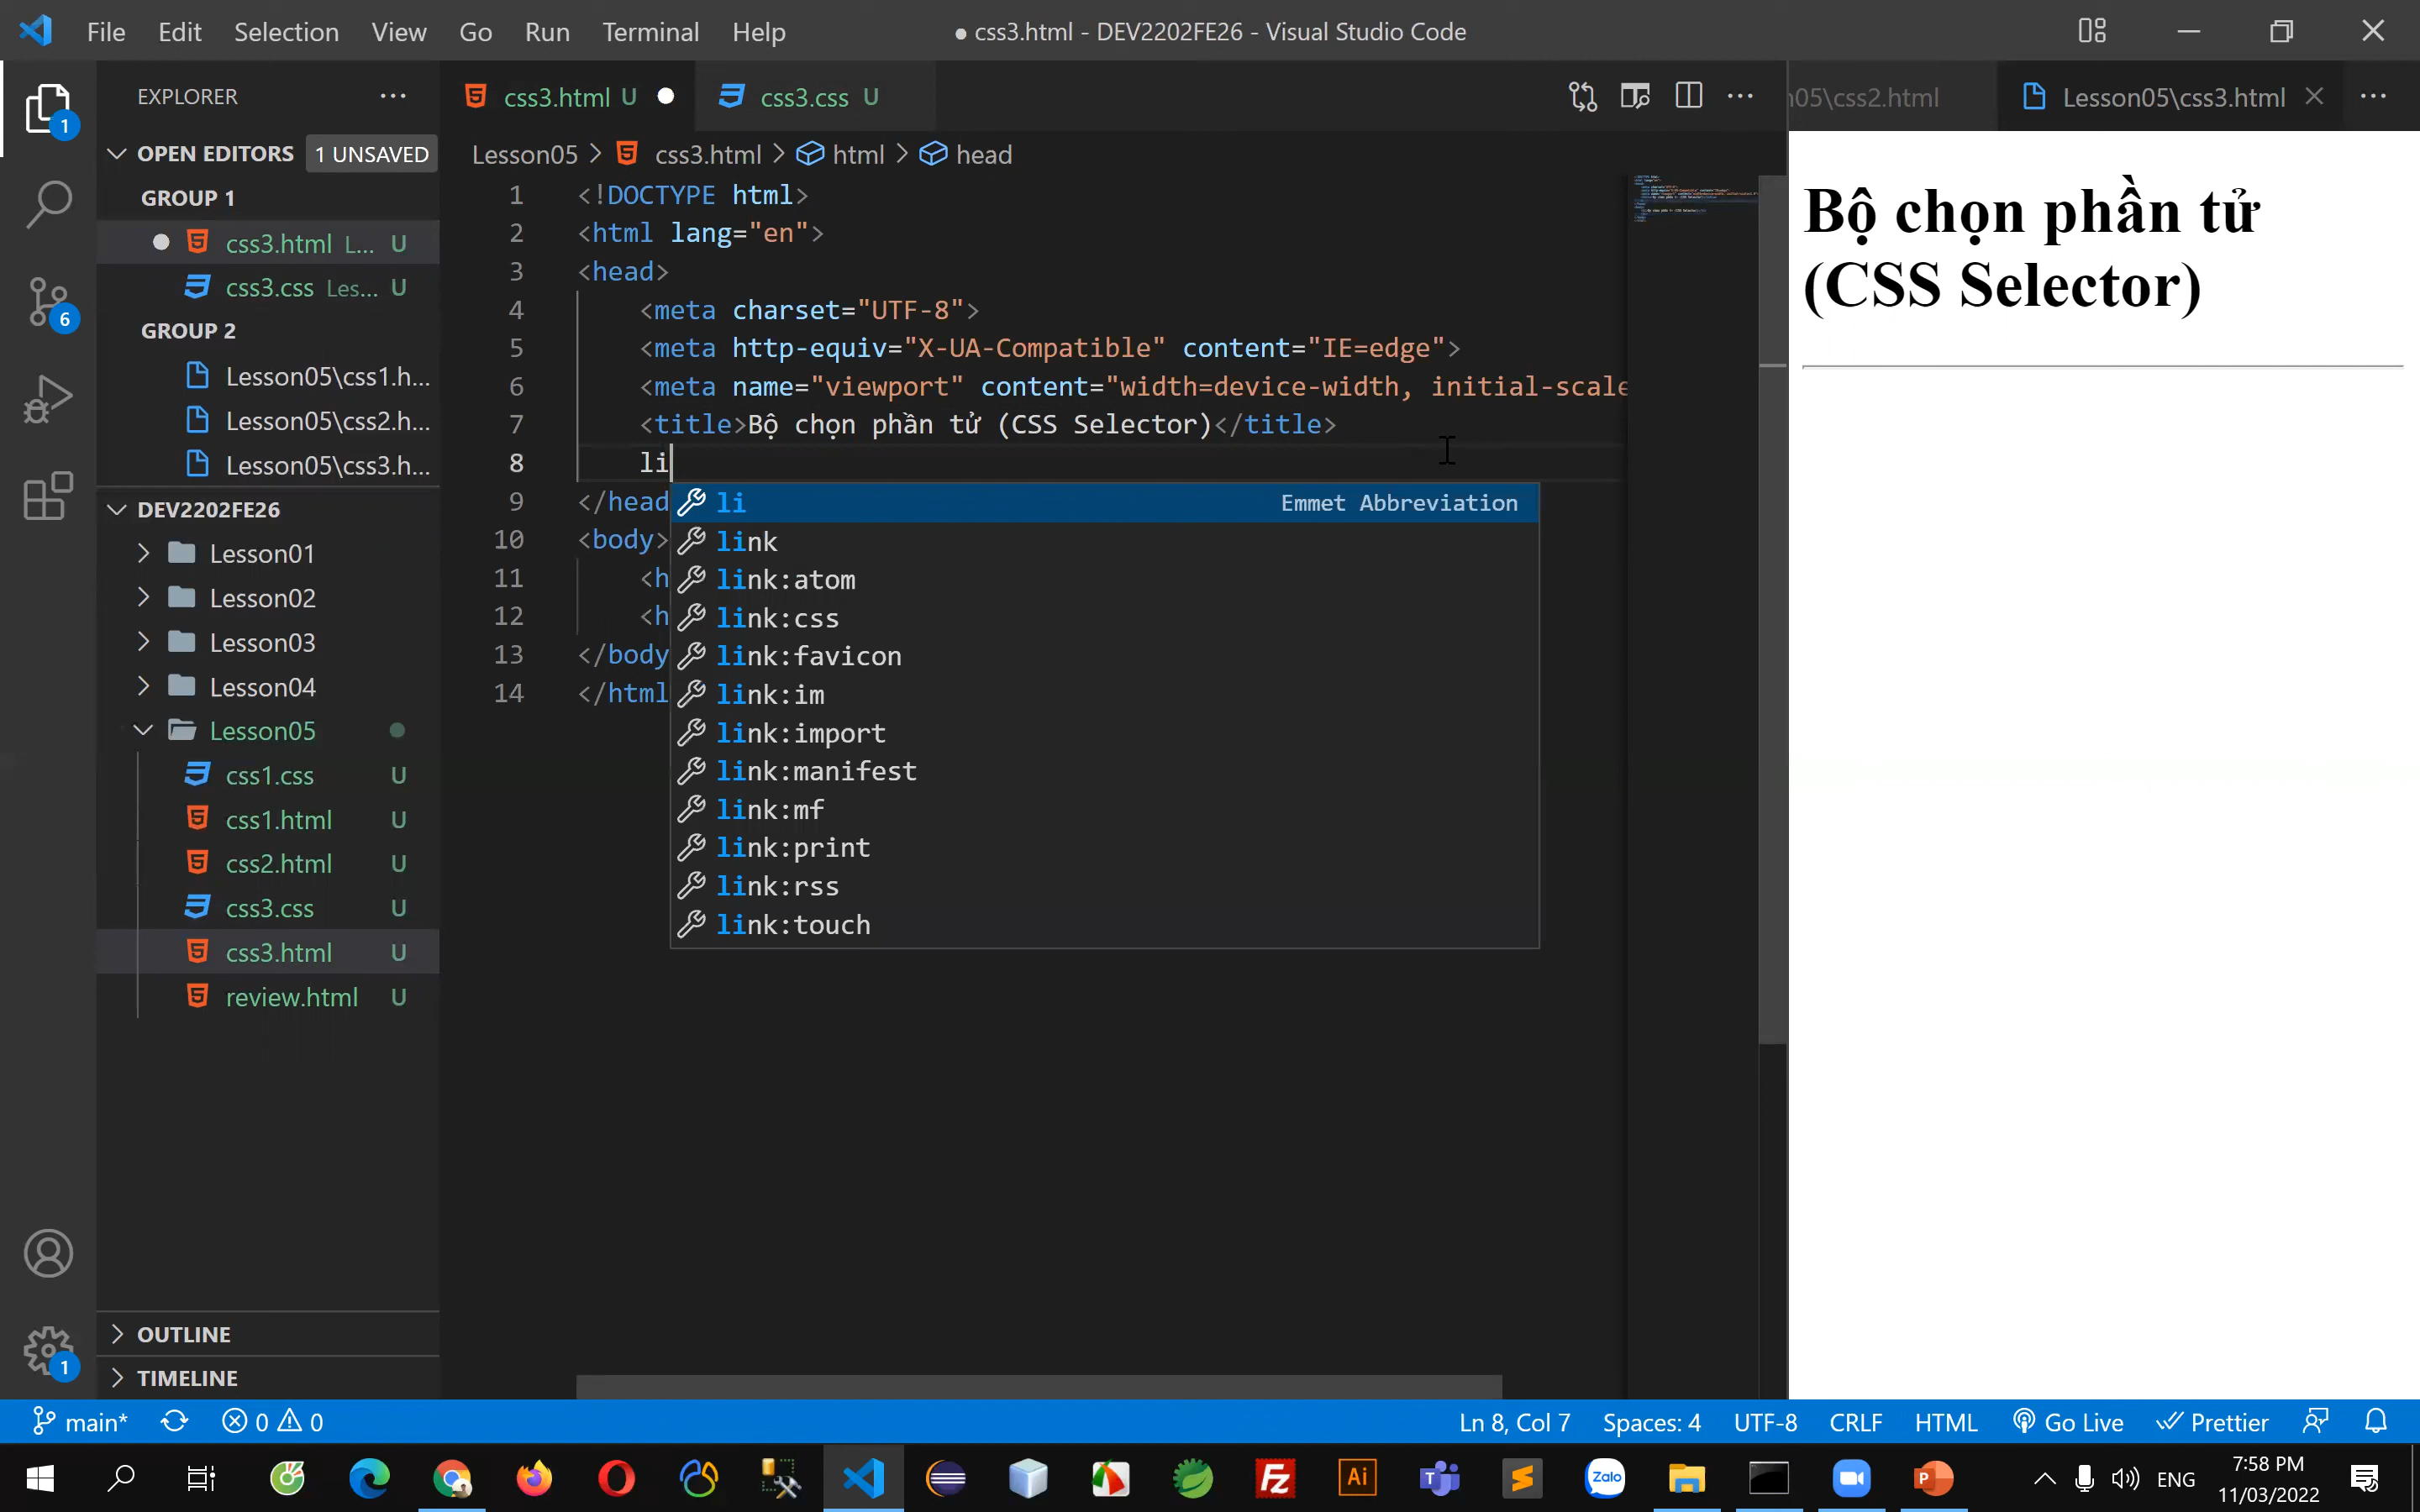 File Edit Selection View Go Run Terminal Help
● css3.html - DEV2202FE26 - Visual Studio Code
EXPLORER
OPEN EDITORS 1 UNSAVED
GROUP 1
css3.html L... U
css3.css Les... U
GROUP 2
Lesson05\css1.h...
Lesson05\css2.h...
Lesson05\css3.h...
DEV2202FE26
Lesson01
Lesson02
Lesson03
Lesson04
Lesson05
css1.css U
css1.html U
css2.html U
css3.css U
css3.html U
review.html U
OUTLINE
TIMELINE
1
6
1
css3.html U
css3.css U
Lesson05 > css3.html > html > head
1 <!DOCTYPE html>
2 <html lang="en">
3 <head>
4 <meta charset="UTF-8">
5 <meta http-equiv="X-UA-Compatible" content="IE=edge">
6 <meta name="viewport" content="width=device-width, initial-scale
7 <title>Bộ chọn phần tử (CSS Selector)</title>
8 li
9 </head
10 <body>
11 <h
12 <h
13 </body
14 </html
li Emmet Abbreviation
link
link:atom
link:css
link:favicon
link:im
link:import
link:manifest
link:mf
link:print
link:rss
link:touch
05\css2.html
Lesson05\css3.html
Bộ chọn phần tử
(CSS Selector)
main* 0 0
Ln 8, Col 7 Spaces: 4 UTF-8 CRLF HTML Go Live Prettier
Ai
Zalo
ENG
7:58 PM
11/03/2022